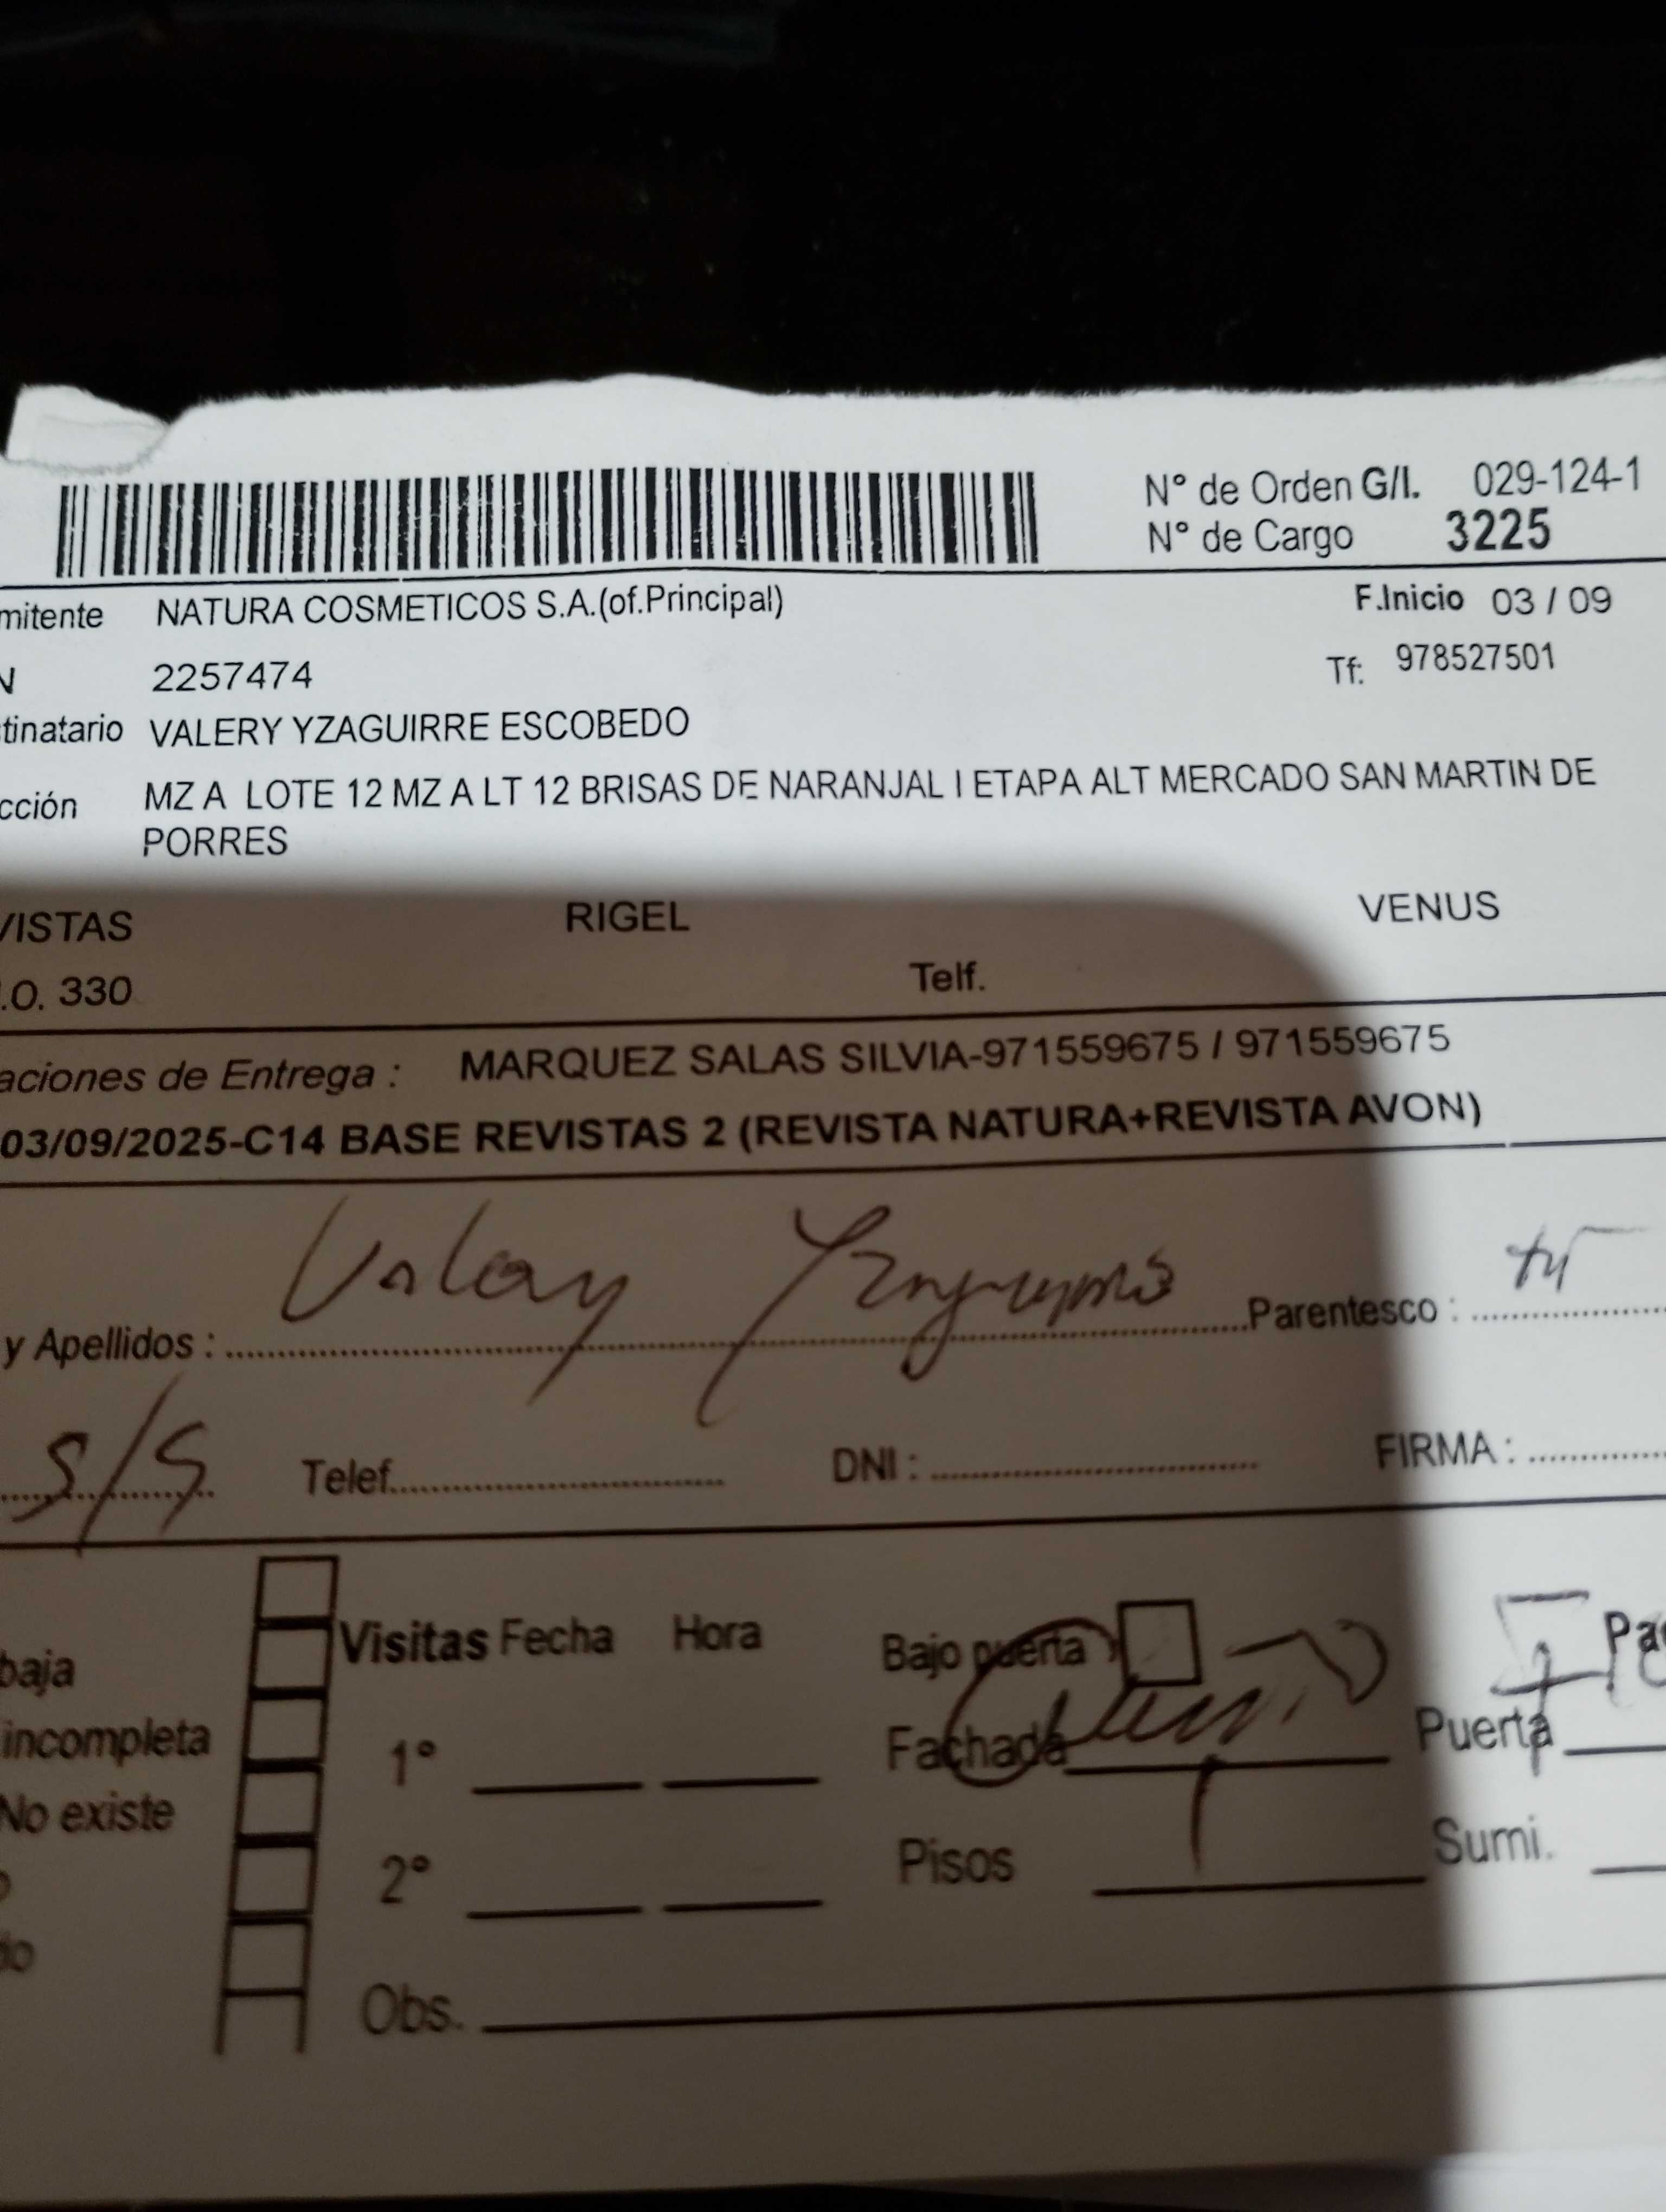 N° de Orden G/I. 029-124-1
N° de Cargo 3225
mitente NATURA COSMETICOS S.A.(of.Principal) F.Inicio 03 / 09
N 2257474 Tf: 978527501
tinatario VALERY YZAGUIRRE ESCOBEDO
cción MZ A LOTE 12 MZ A LT 12 BRISAS DE NARANJAL I ETAPA ALT MERCADO SAN MARTIN DE
PORRES
VISTAS RIGEL VENUS
.O. 330 Telf.
aciones de Entrega : MARQUEZ SALAS SILVIA-971559675 / 971559675
03/09/2025-C14 BASE REVISTAS 2 (REVISTA NATURA+REVISTA AVON)
y Apellidos : Valery Parentesco :
S/S Telef. DNI : FIRMA :
Visitas Fecha Hora Bajo puerta
baja
incompleta 1° Fachada Puerta
No existe
2° Pisos Sumi.
do
Obs.